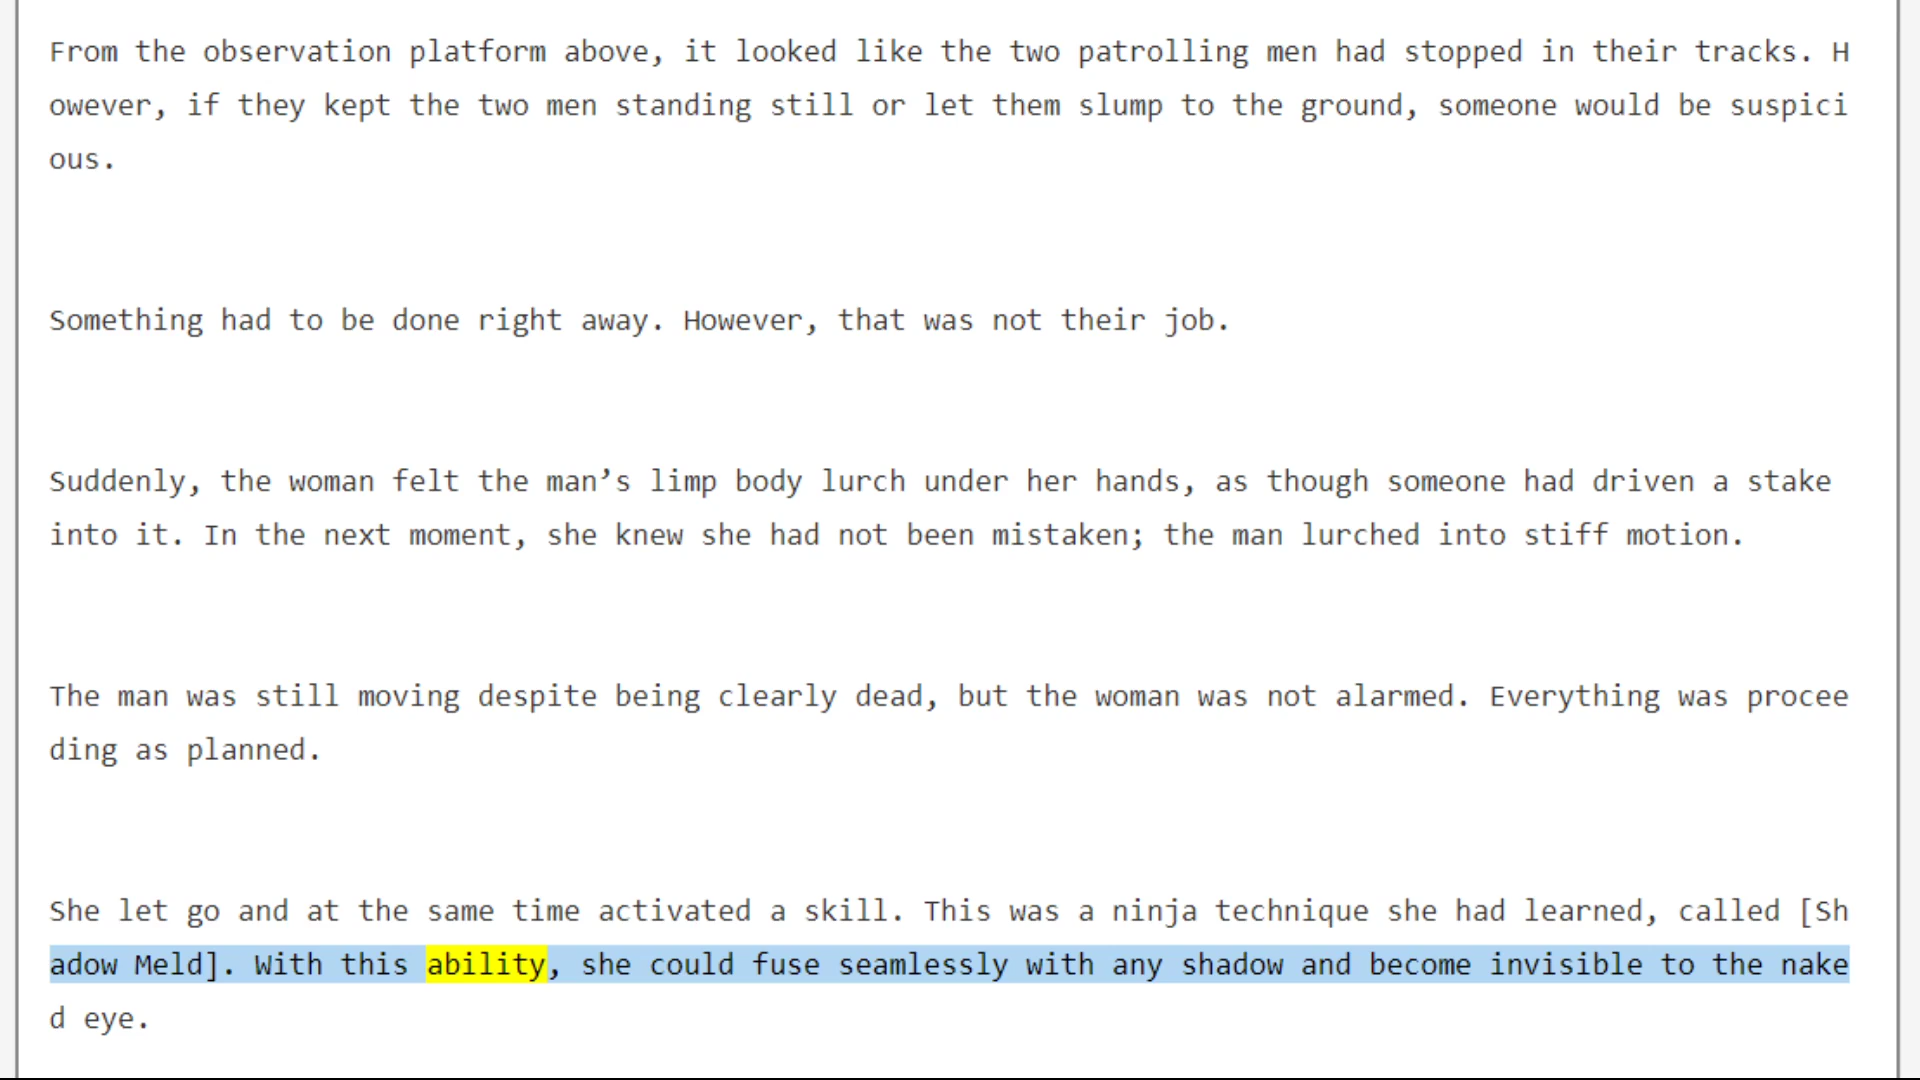 From the observation platform above, it looked like the two patrolling men had stopped in their tracks. H
owever, if they kept the two men standing still or let them slump to the ground, someone would be suspici
ous.
Something had to be done right away. However, that was not their job.
Suddenly, the woman felt the man’s limp body lurch under her hands, as though someone had driven a stake
into it. In the next moment, she knew she had not been mistaken; the man lurched into stiff motion.
The man was still moving despite being clearly dead, but the woman was not alarmed. Everything was procee
ding as planned.
She let go and at the same time activated a skill. This was a ninja technique she had learned, called [Sh
adow Meld]. With this ability, she could fuse seamlessly with any shadow and become invisible to the nake
d eye.